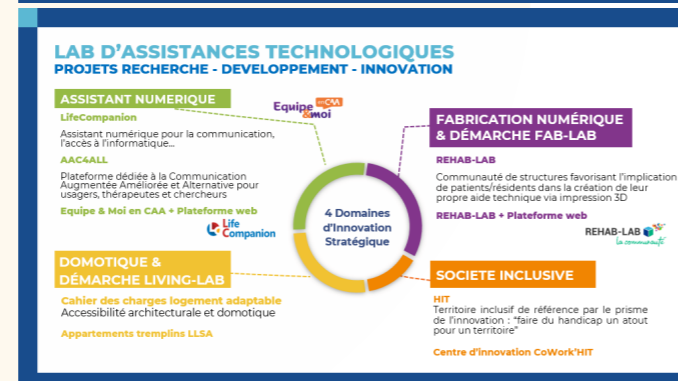 LAB D'ASSISTANCES TECHNOLOGIQUES
PROJETS RECHERCHE - DEVELOPPEMENT - INNOVATION
ASSISTANT NUMERIQUE
LifeCompanion
Assistant numérique pour la communication,
l'accès à l'informatique...
AAC4ALL
Plateforme dédiée à la Communication
Augmentée Améliorée et Alternative pour
usagers, thérapeutes et chercheurs
Equipe & Moi en CAA + Plateforme web
Life
Companion
Equipe en CAA
&moi
4 Domaines
d'Innovation
Stratégique
FABRICATION NUMÉRIQUE
& DÉMARCHE FAB-LAB
REHAB-LAB
Communauté de structures favorisant l'implication
de patients/résidents dans la création de leur
propre aide technique via impression 3D
REHAB-LAB + Plateforme web
REHAB-LAB
la communauté
DOMOTIQUE &
DÉMARCHE LIVING-LAB
Cahier des charges logement adaptable
Accessibilité architecturale et domotique
Appartements tremplins LLSA
SOCIETE INCLUSIVE
HIT
Territoire inclusif de référence par le prisme
de l'innovation : "faire du handicap un atout
pour un territoire"
Centre d'innovation CoWork'HIT